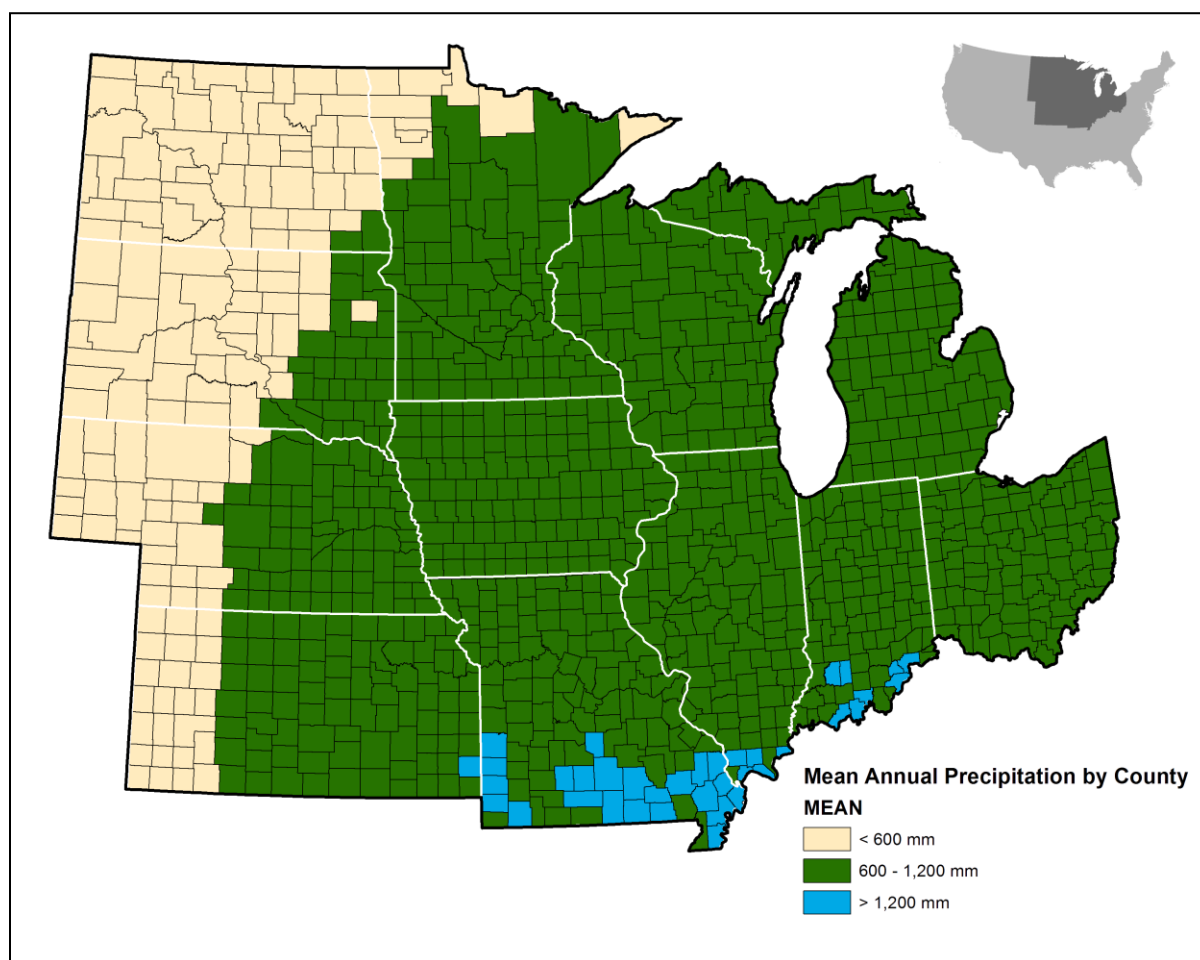 Mean Annual Precipitation by County
MEAN
< 600 mm
600 - 1,200 mm
> 1,200 mm